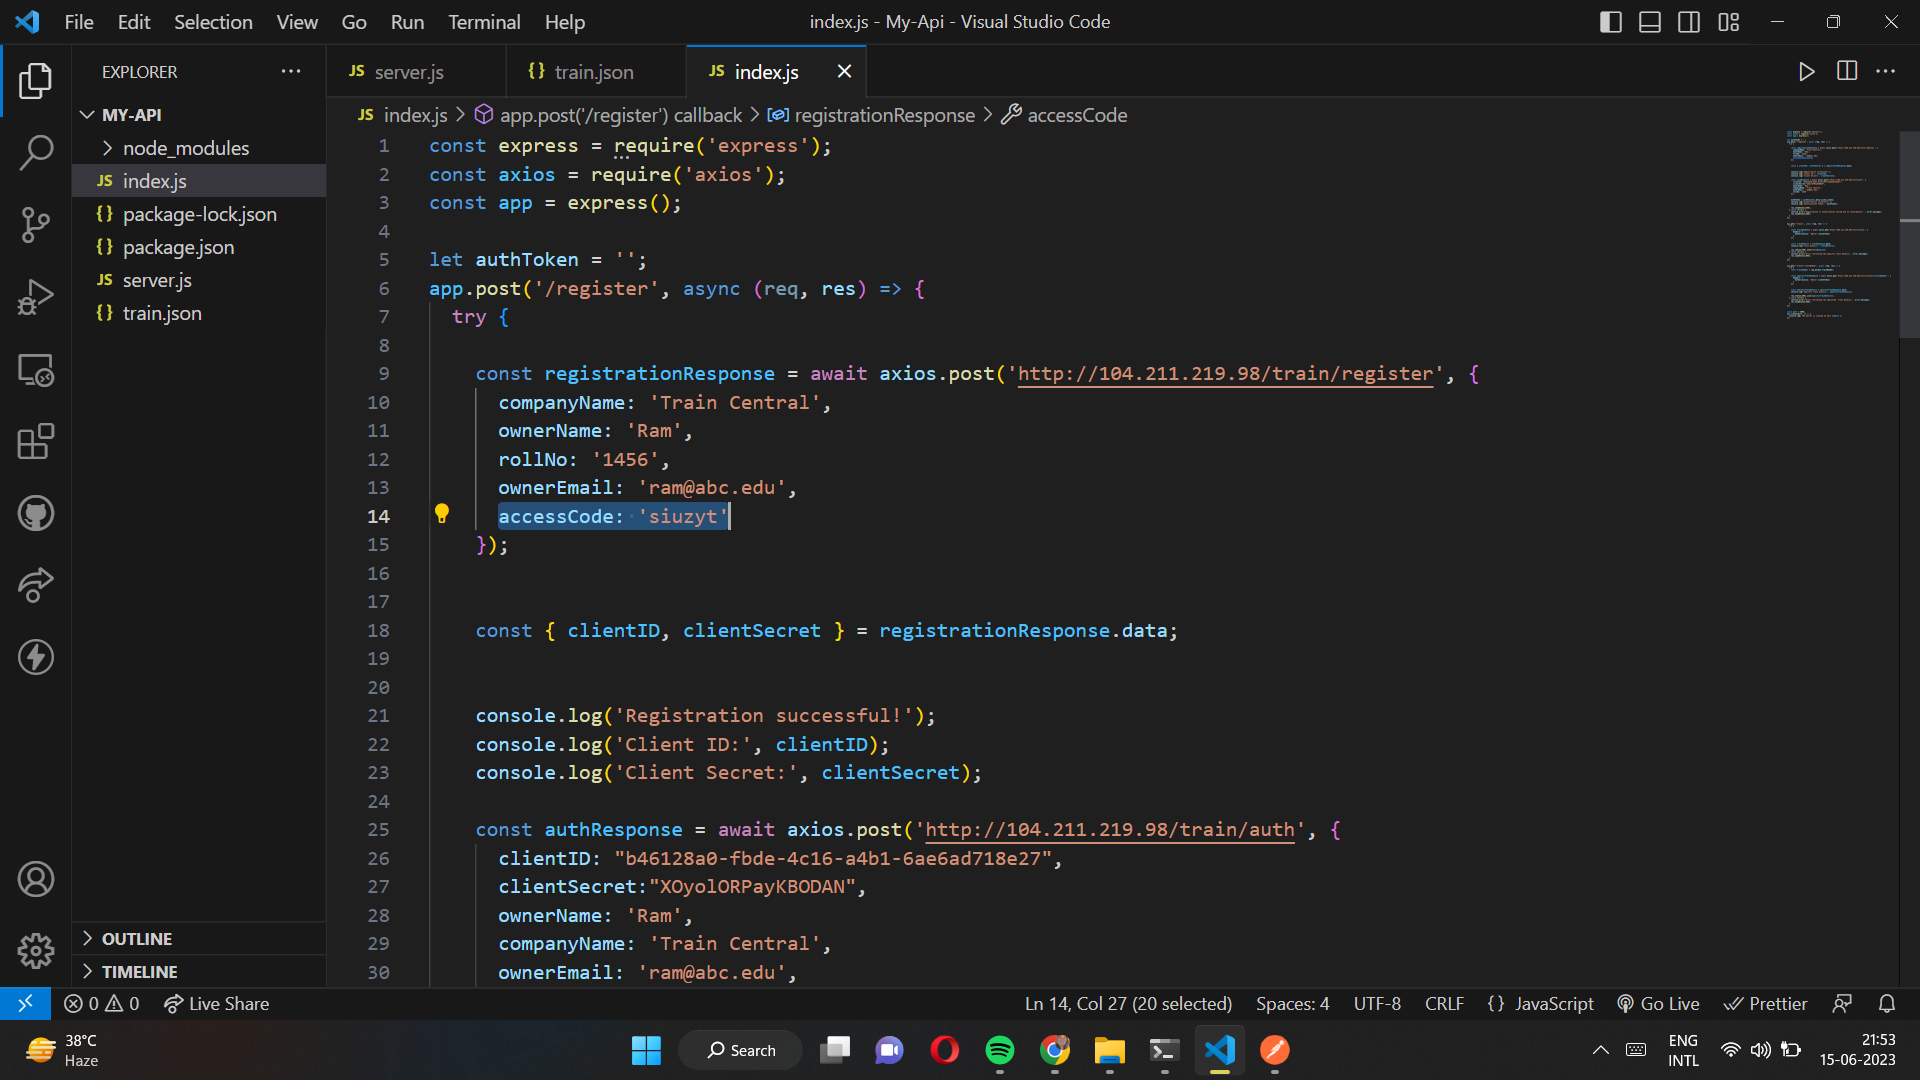 File Edit Selection View Go Run Terminal Help
index.js - My-Api - Visual Studio Code
EXPLORER
MY-API
node_modules
JS index.js
{} package-lock.json
{} package.json
JS server.js
{} train.json
OUTLINE
TIMELINE
JS server.js
{} train.json
JS index.js
JS index.js > app.post('/register') callback > registrationResponse > accessCode
1 const express = require('express');
2 const axios = require('axios');
3 const app = express();
4
5 let authToken = '';
6 app.post('/register', async (req, res) => {
7 try {
8
9 const registrationResponse = await axios.post('http://104.211.219.98/train/register', {
10 companyName: 'Train Central',
11 ownerName: 'Ram',
12 rollNo: '1456',
13 ownerEmail: 'ram@abc.edu',
14 accessCode: 'siuzyt'
15 });
16
17
18 const { clientID, clientSecret } = registrationResponse.data;
19
20
21 console.log('Registration successful!');
22 console.log('Client ID:', clientID);
23 console.log('Client Secret:', clientSecret);
24
25 const authResponse = await axios.post('http://104.211.219.98/train/auth', {
26 clientID: "b46128a0-fbde-4c16-a4b1-6ae6ad718e27",
27 clientSecret:"XOyolORPayKBODAN",
28 ownerName: 'Ram',
29 companyName: 'Train Central',
30 ownerEmail: 'ram@abc.edu',
0 0 Live Share
Ln 14, Col 27 (20 selected) Spaces: 4 UTF-8 CRLF {} JavaScript Go Live Prettier
38°C
Haze
Search
ENG
INTL
21:53
15-06-2023